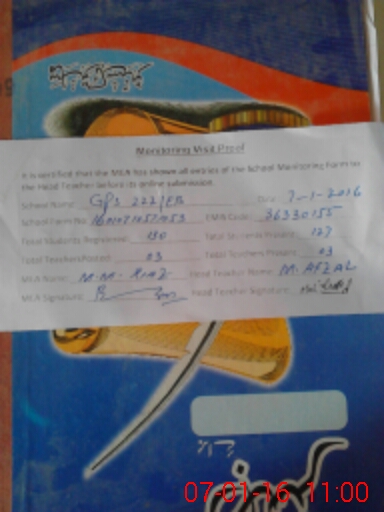 Monitoring Visit Proof
It is certified that the MEA has shown all entries of the School Monitoring Form to
the Head Teacher before its online submission.
School Name: GPS 222/EB Date 7-1-2016
School Form No: EMIS Code: 36330155
Total Students Registered: 130 Total Students Present: 127
Total Teachers Posted: 03 Total Teachers Present: 03
MEA Name: M.M. Riaz Head Teacher Name: M. AFZAL
MEA Signature: Head Teacher Signature:
07-01-16 11:00